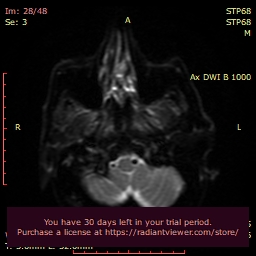 Im: 28/48
Se: 3
A
STP68
STP68
M
Ax DWI B 1000
R
L
You have 30 days left in your trial period.
Purchase a license at https://radiantviewer.com/store/